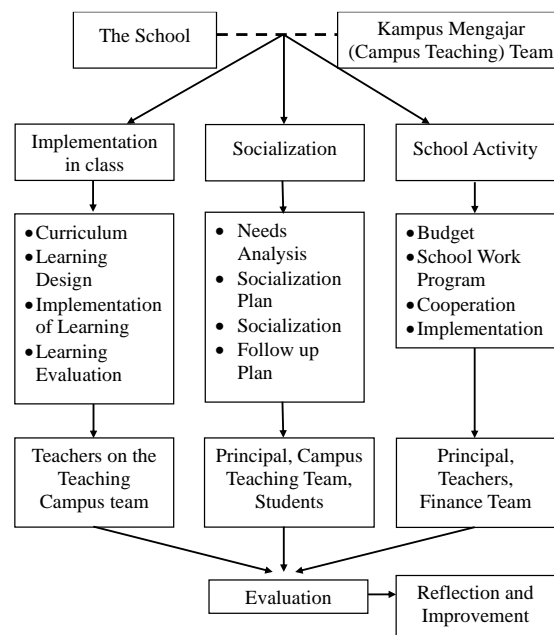 The School
Kampus Mengajar
(Campus Teaching) Team
Implementation
in class
Socialization
School Activity
•Curriculum
•Learning
Design
•Implementation
of Learning
•Learning
Evaluation
• Needs
Analysis
• Socialization
Plan
• Socialization
• Follow up
Plan
•Budget
•School Work
Program
•Cooperation
•Implementation
Teachers on the
Teaching
Campus team
Principal, Campus
Teaching Team,
Students
Principal,
Teachers,
Finance Team
Evaluation
Reflection and
Improvement